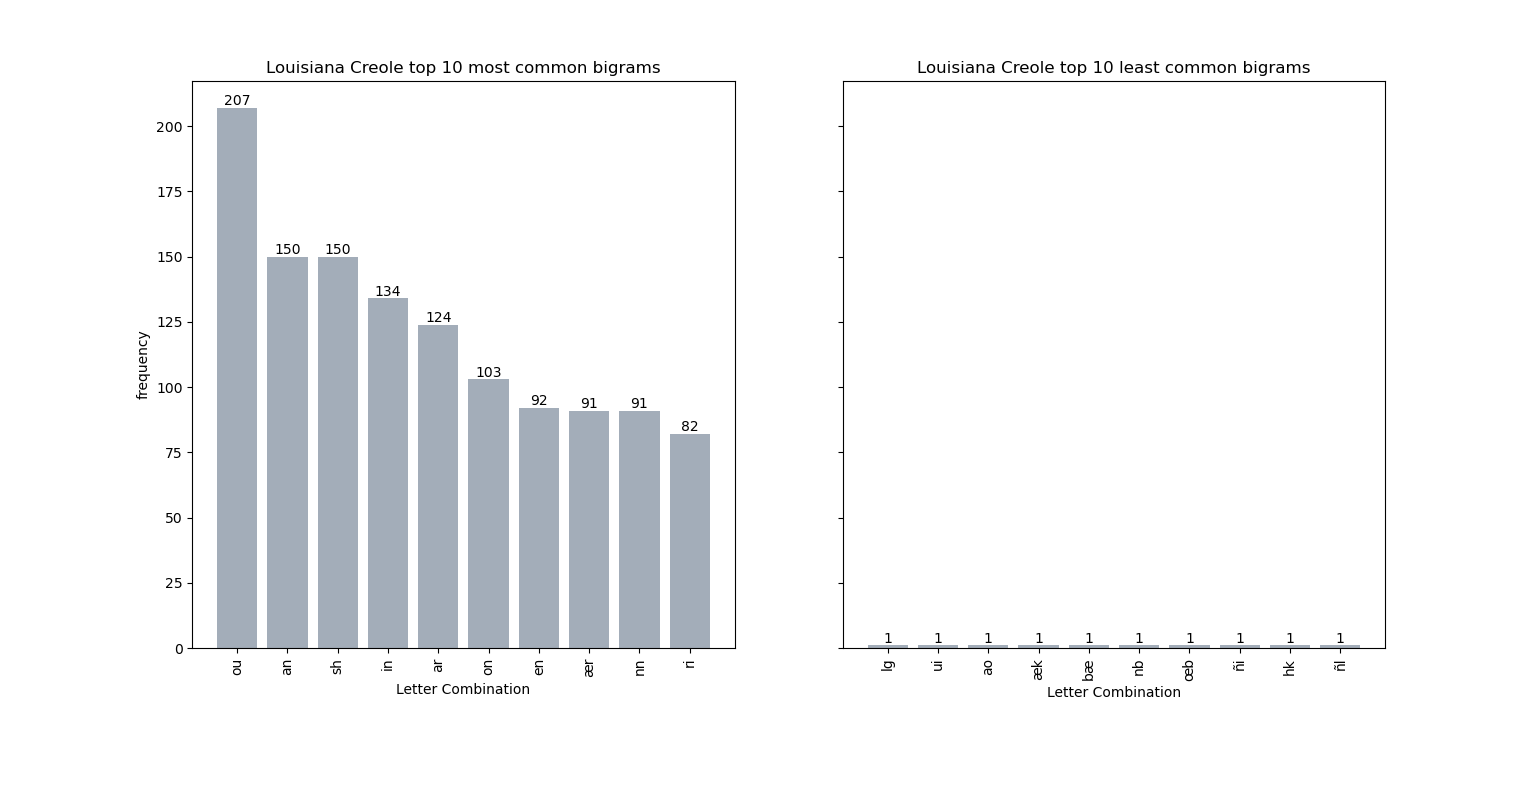 Louisiana Creole top 10 most common bigrams
207
150 150
134
124
103
92 91 91
82
200
175
150
125
100
75
50
25
0
frequency
ou an sh in ar on en ær nn ri
Letter Combination
Louisiana Creole top 10 least common bigrams
1 1 1 1 1 1 1 1 1 1
lg ui ao æk bæ nb œb ñi hk ñl
Letter Combination